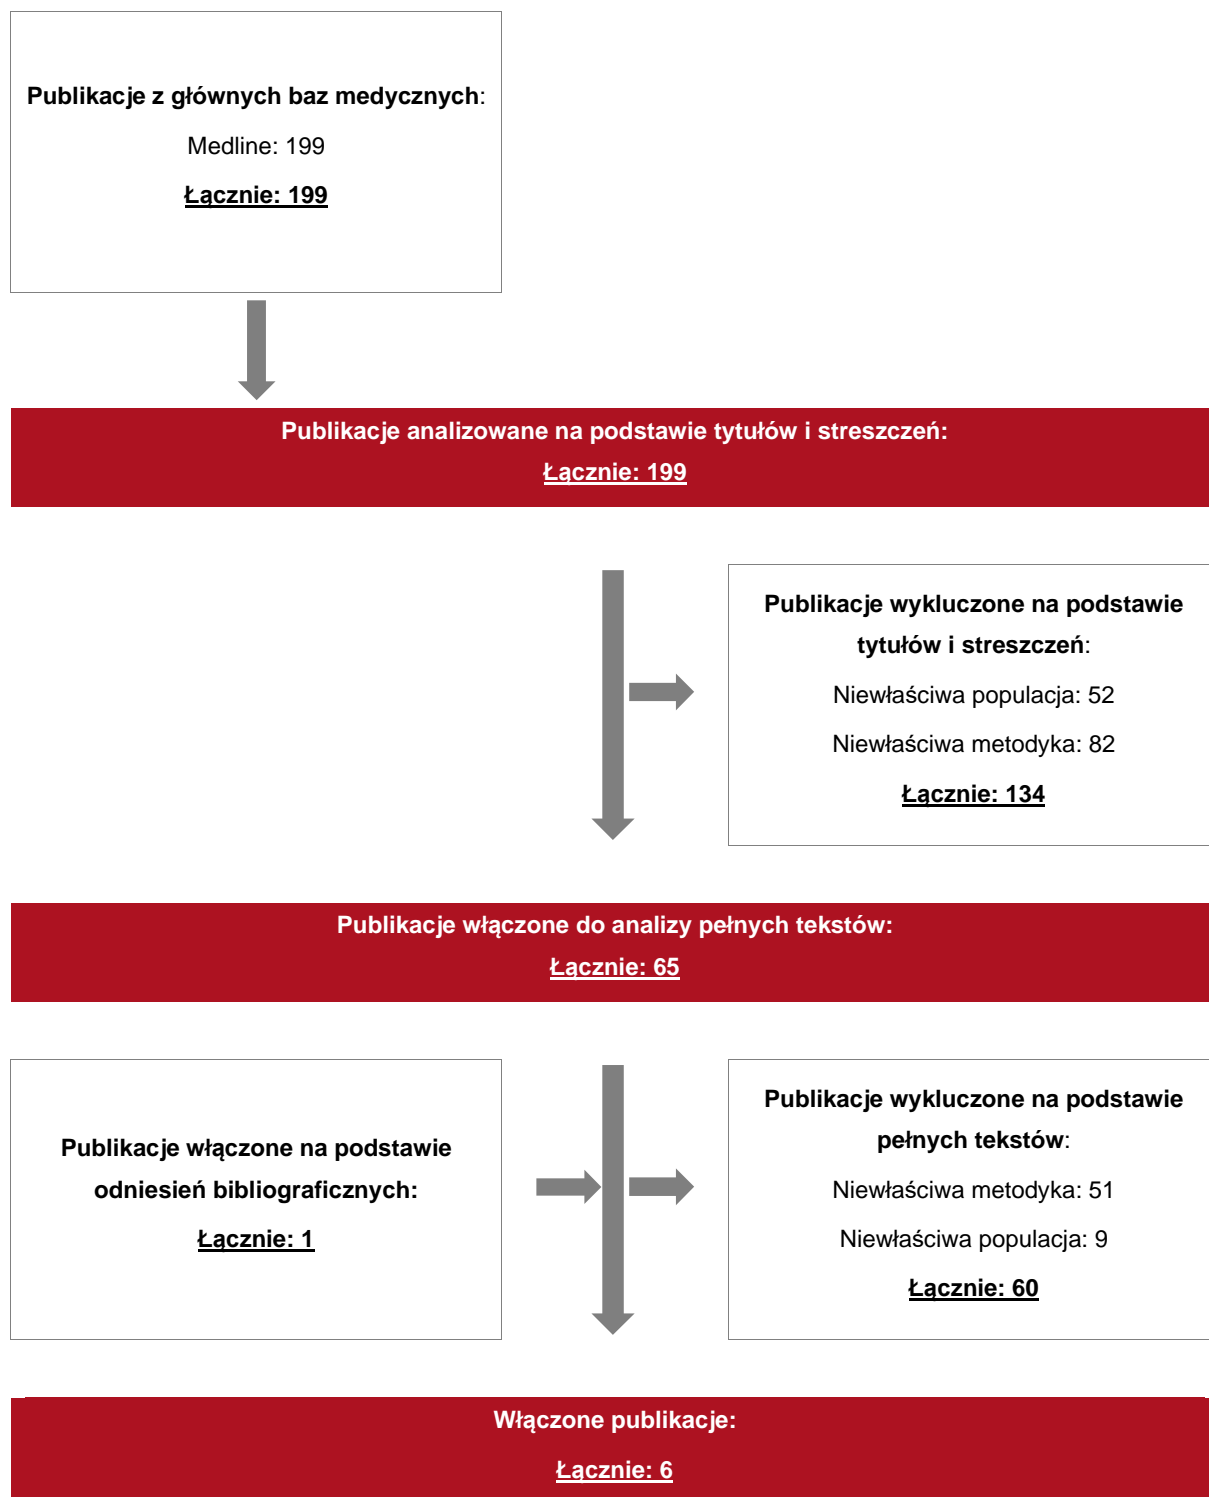 Publikacje z głównych baz medycznych:
Medline: 199
Łącznie: 199
Publikacje analizowane na podstawie tytułów i streszczeń:
Łącznie: 199
Publikacje wykluczone na podstawie
tytułów i streszczeń:
Niewłaściwa populacja: 52
Niewłaściwa metodyka: 82
Łącznie: 134
Publikacje włączone do analizy pełnych tekstów:
Łącznie: 65
Publikacje włączone na podstawie
odniesień bibliograficznych:
Łącznie: 1
Publikacje wykluczone na podstawie
pełnych tekstów:
Niewłaściwa metodyka: 51
Niewłaściwa populacja: 9
Łącznie: 60
Włączone publikacje:
Łącznie: 6